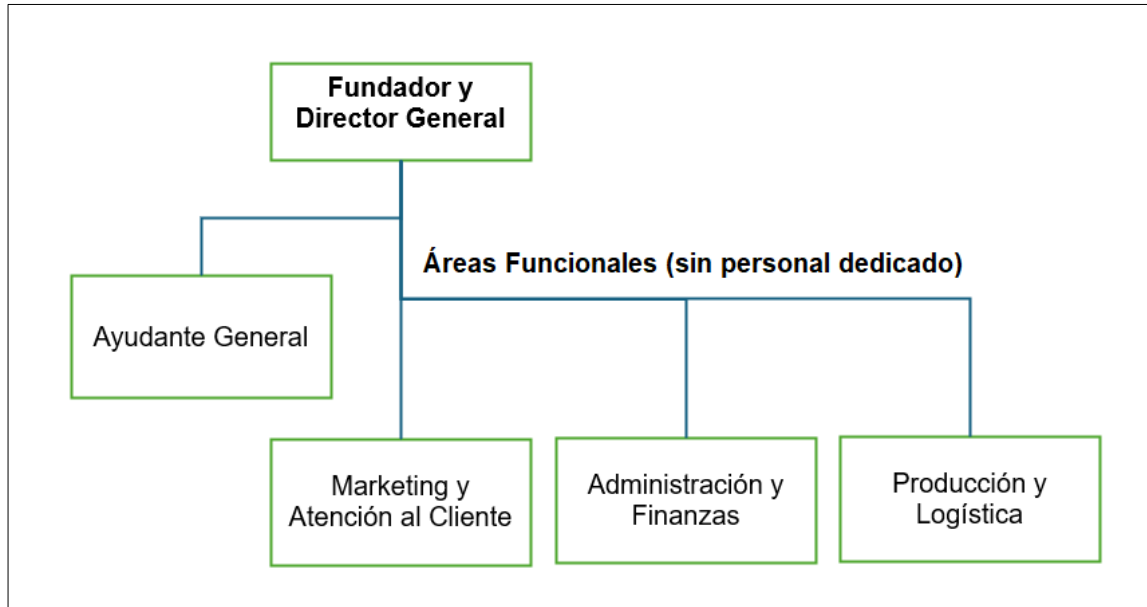 Fundador y
Director General
Áreas Funcionales (sin personal dedicado)
Ayudante General
Marketing y
Atención al Cliente
Administración y
Finanzas
Producción y
Logística